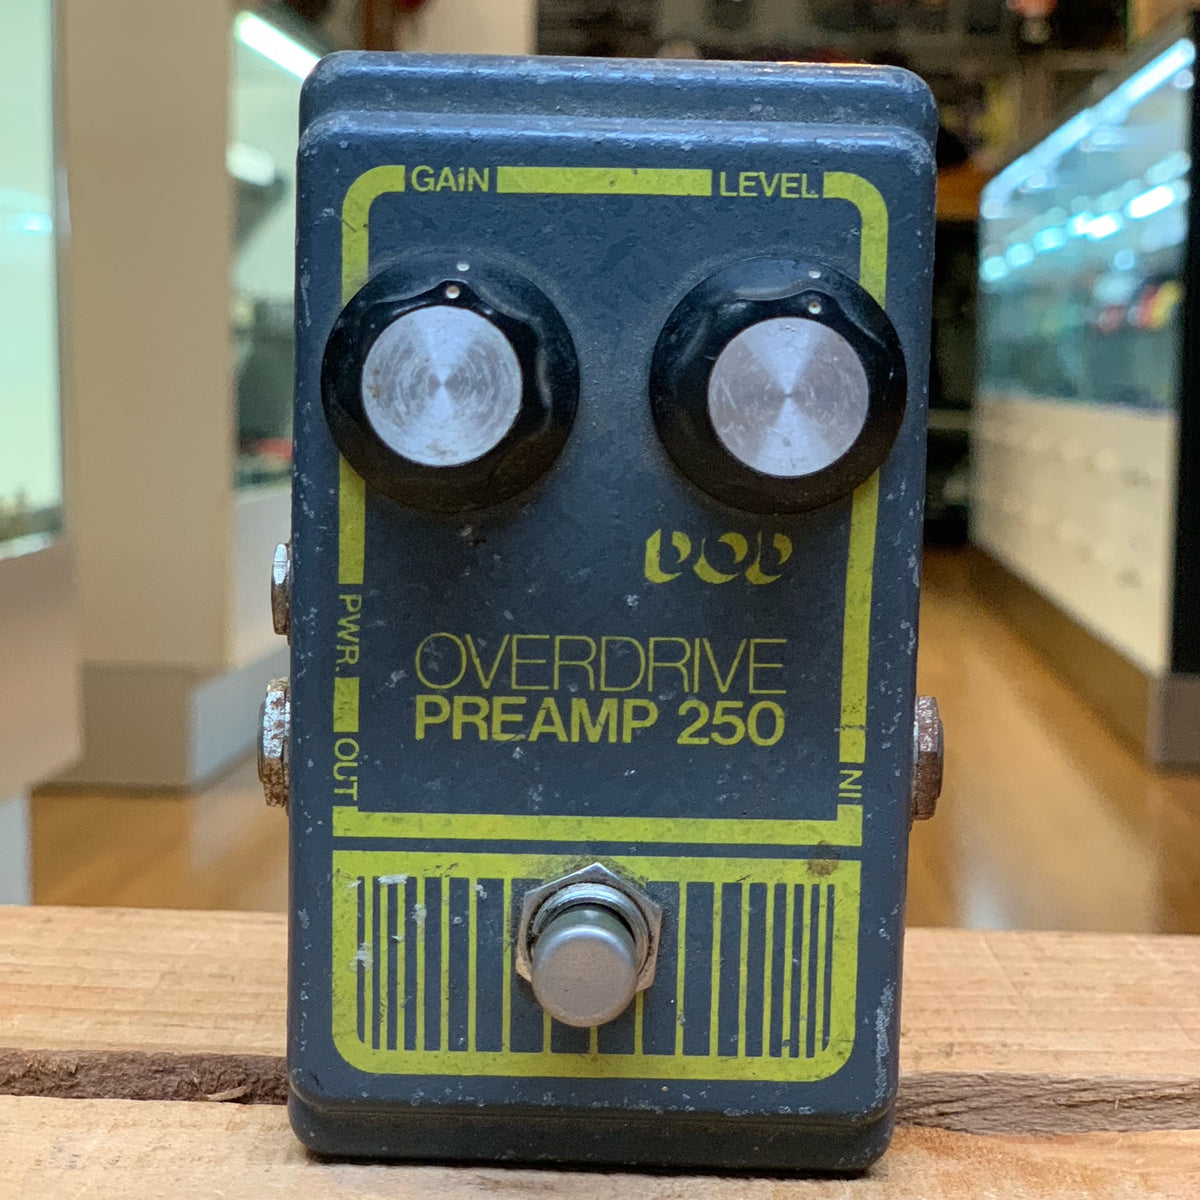 GAiN LEVEL
DOD
OVERDRIVE
PREAMP 250
PWR.
OUT
IN